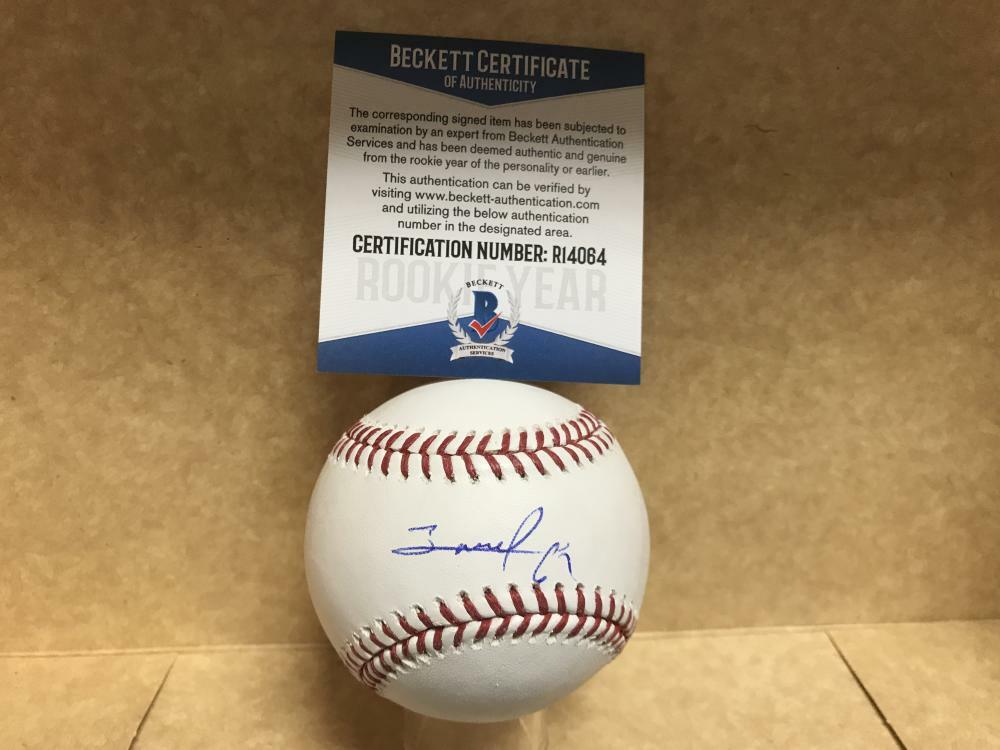 BECKETT CERTIFICATE
OF AUTHENTICITY
The corresponding signed item has been subjected to
examination by an expert from Beckett Authentication
Services and has been deemed authentic and genuine
from the rookie year of the personality or earlier.
This authentication can be verified by
visiting www.beckett-authentication.com
and utilizing the below authentication
number in the designated area.
CERTIFICATION NUMBER: R14064
ROOKIE YEAR
BECKETT
B
AUTHENTICATION
SERVICES